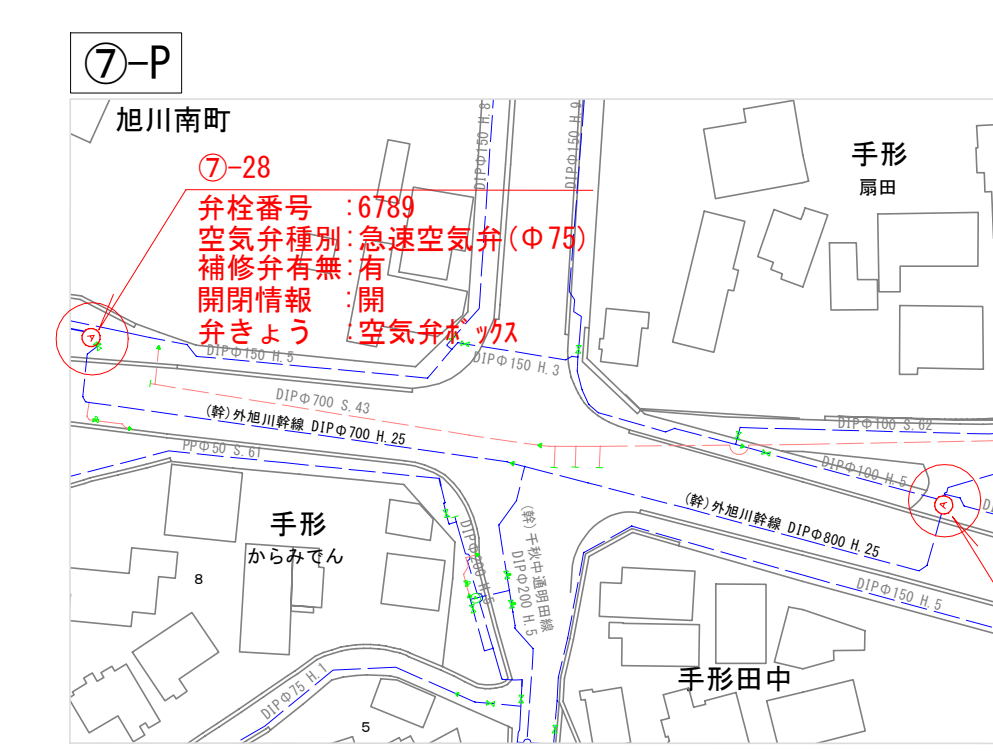 ⑦-P
旭川南町
⑦-28
弁栓番号 :6789
空気弁種別:急速空気弁(Φ75)
補修弁有無:有
開閉情報 :開
弁きょう :空気弁ボックス
手形
扇田
DIPΦ150 H.8
DIPΦ150 H.9
DIPΦ150 H.5
DIPΦ150 H.3
DIPΦ700 S.43
(幹)外旭川幹線 DIPΦ700 H.25
PPΦ50 S.61
DIPΦ100 S.62
DIPΦ100 H.5
(幹)外旭川幹線 DIPΦ800 H.25
DIPΦ150 H.5
手形
からみでん
8
(幹)千秋中通明田線
DIPΦ200 H.5
DIPΦ200 H.5
手形田中
DIPΦ75 H.1
5
A
A